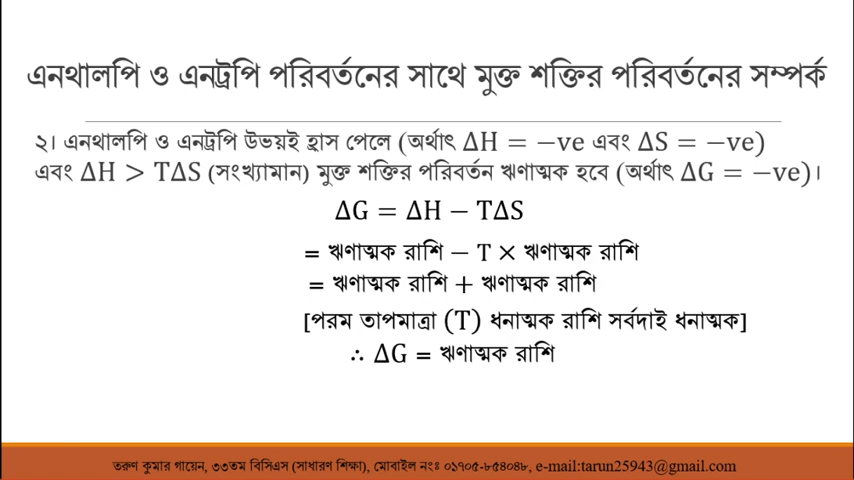 এনথালপি ও এনট্রপি পরিবর্তনের সাথে মুক্ত শক্তির পরিবর্তনের সম্পর্ক
২। এনথালপি ও এনট্রপি উভয়ই হ্রাস পেলে (অর্থাৎ ΔH = −ve এবং ΔS = −ve)
এবং ΔH > TΔS (সংখ্যামান) মুক্ত শক্তির পরিবর্তন ঋণাত্মক হবে (অর্থাৎ ΔG = −ve)।
ΔG = ΔH − TΔS
= ঋণাত্মক রাশি − T × ঋণাত্মক রাশি
= ঋণাত্মক রাশি + ঋণাত্মক রাশি
[পরম তাপমাত্রা (T) ধনাত্মক রাশি সর্বদাই ধনাত্মক]
∴ ΔG = ঋণাত্মক রাশি
তরুণ কুমার গায়েন, ৩৩তম বিসিএস (সাধারণ শিক্ষা), মোবাইল নংঃ ০১৭০৫-৮৫৪০৪৮, e-mail:tarun25943@gmail.com